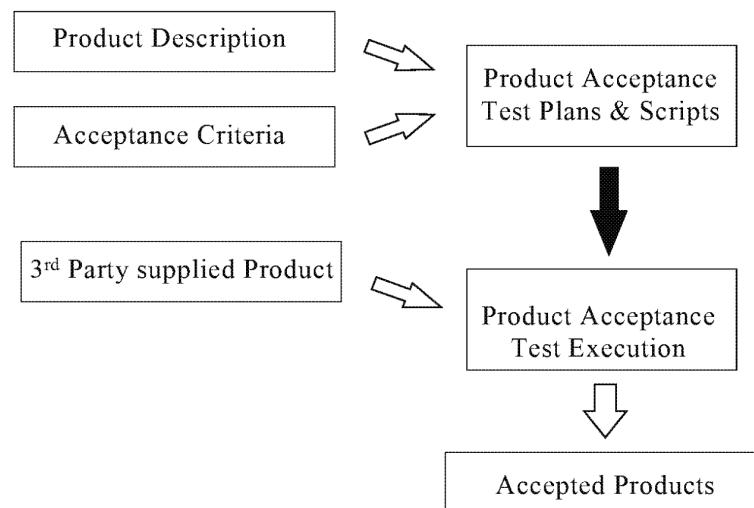 Product Description
Acceptance Criteria
Product Acceptance
Test Plans & Scripts
3rd Party supplied Product
Product Acceptance
Test Execution
Accepted Products